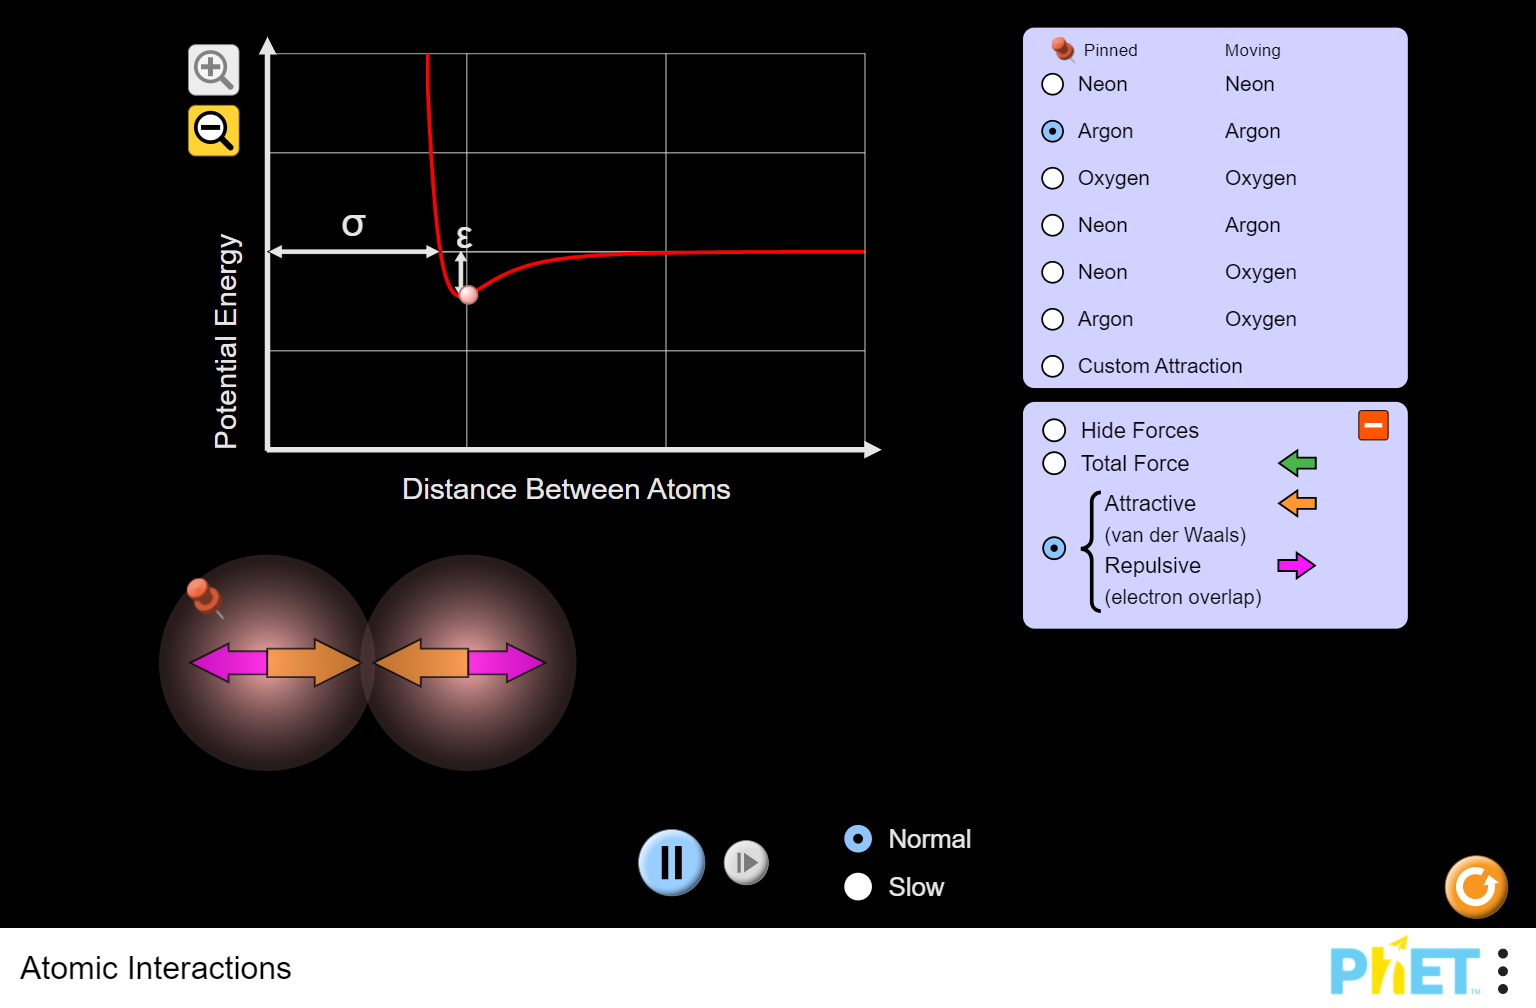 Potential Energy
σ
ε
Distance Between Atoms
Pinned Moving
Neon Neon
Argon Argon
Oxygen Oxygen
Neon Argon
Neon Oxygen
Argon Oxygen
Custom Attraction
Hide Forces
Total Force
Attractive
(van der Waals)
Repulsive
(electron overlap)
Normal
Slow
Atomic Interactions
PhET™